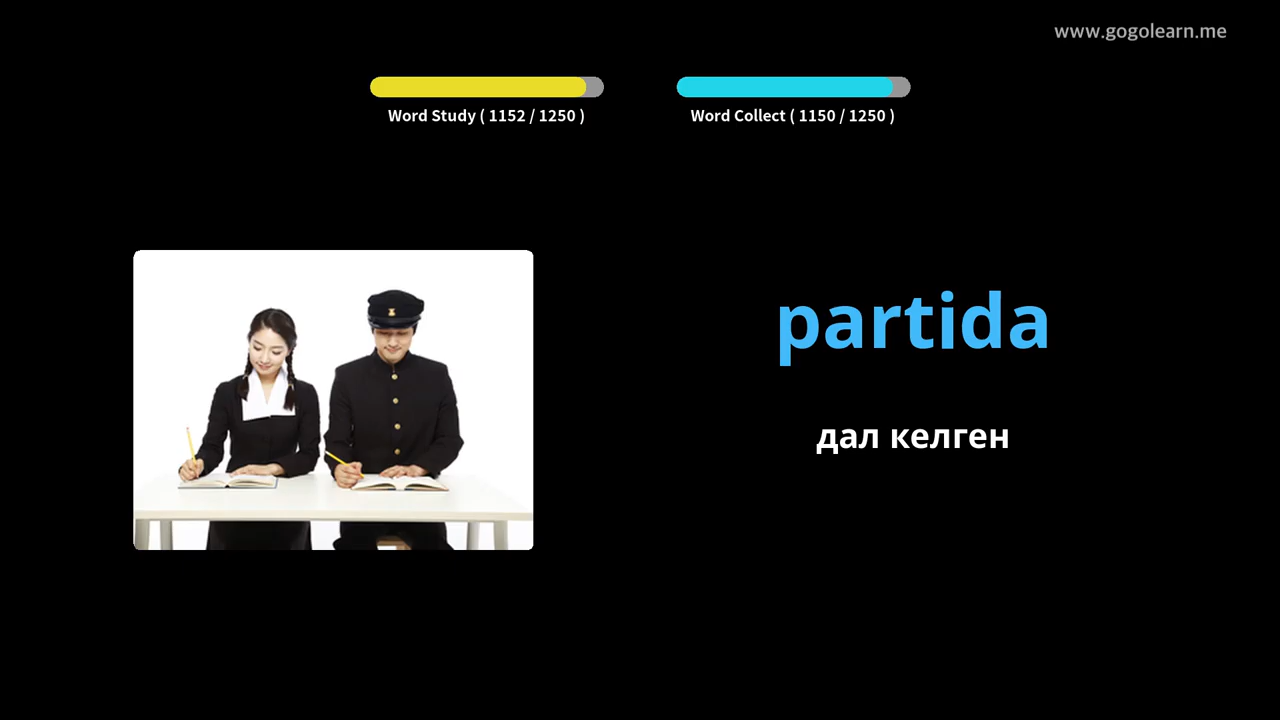 www.gogolearn.me
Word Study ( 1152 / 1250 )
Word Collect ( 1150 / 1250 )
partida
дал келген